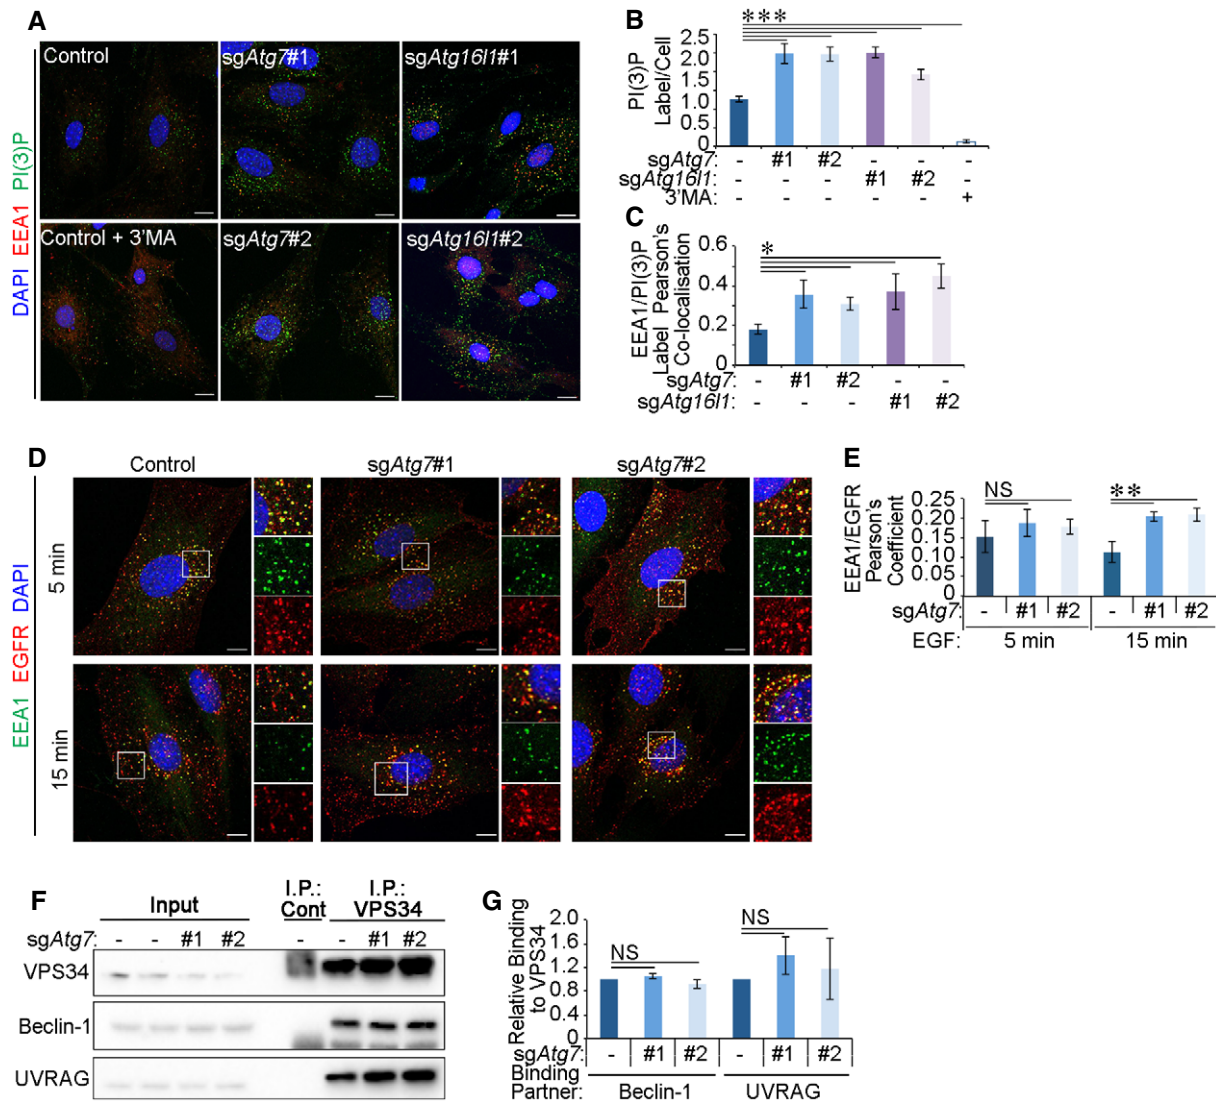 A
DAPI EEA1 PI(3)P
Control
sgAtg7#1
sgAtg16l1#1
Control + 3'MA
sgAtg7#2
sgAtg16l1#2
B
***
PI(3)P
Label/Cell
2.5
2.0
1.5
1.0
0.5
0
sgAtg7: - #1 #2 - - -
sgAtg16l1: - - - #1 #2 -
3'MA: - - - - - +
C
*
EEA1/PI(3)P
Label Pearson's
Co-localisation
0.6
0.4
0.2
0
sgAtg7: - #1 #2 - -
sgAtg16l1: - - - #1 #2
D
EEA1 EGFR DAPI
Control
sgAtg7#1
sgAtg7#2
5 min
15 min
E
NS
**
EEA1/EGFR
Pearson's
Coefficient
0.25
0.20
0.15
0.10
0.05
0
sgAtg7: - #1 #2 - #1 #2
EGF: 5 min 15 min
F
Input
I.P.:
Cont
I.P.:
VPS34
sgAtg7: - - #1 #2 - - #1 #2
VPS34
Beclin-1
UVRAG
G
NS
NS
Relative Binding
to VPS34
2.0
1.6
1.2
0.8
0.4
0
sgAtg7: - #1 #2 - #1 #2
Binding
Partner: Beclin-1 UVRAG